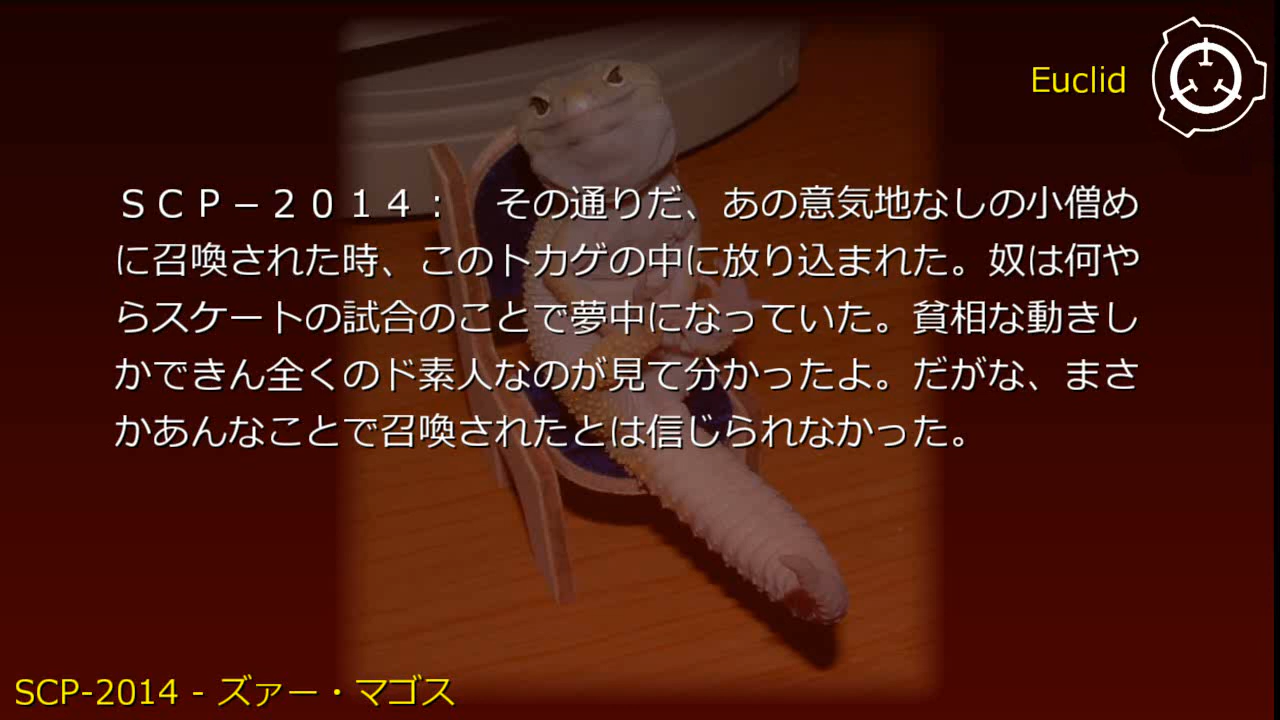 Euclid
SCP－2014：　その通りだ、あの意気地なしの小僧め
に召喚された時、このトカゲの中に放り込まれた。奴は何や
らスケートの試合のことで夢中になっていた。貧相な動きし
かできん全くのド素人なのが見て分かったよ。だがな、まさ
かあんなことで召喚されたとは信じられなかった。
SCP-2014 - ズァー・マゴス